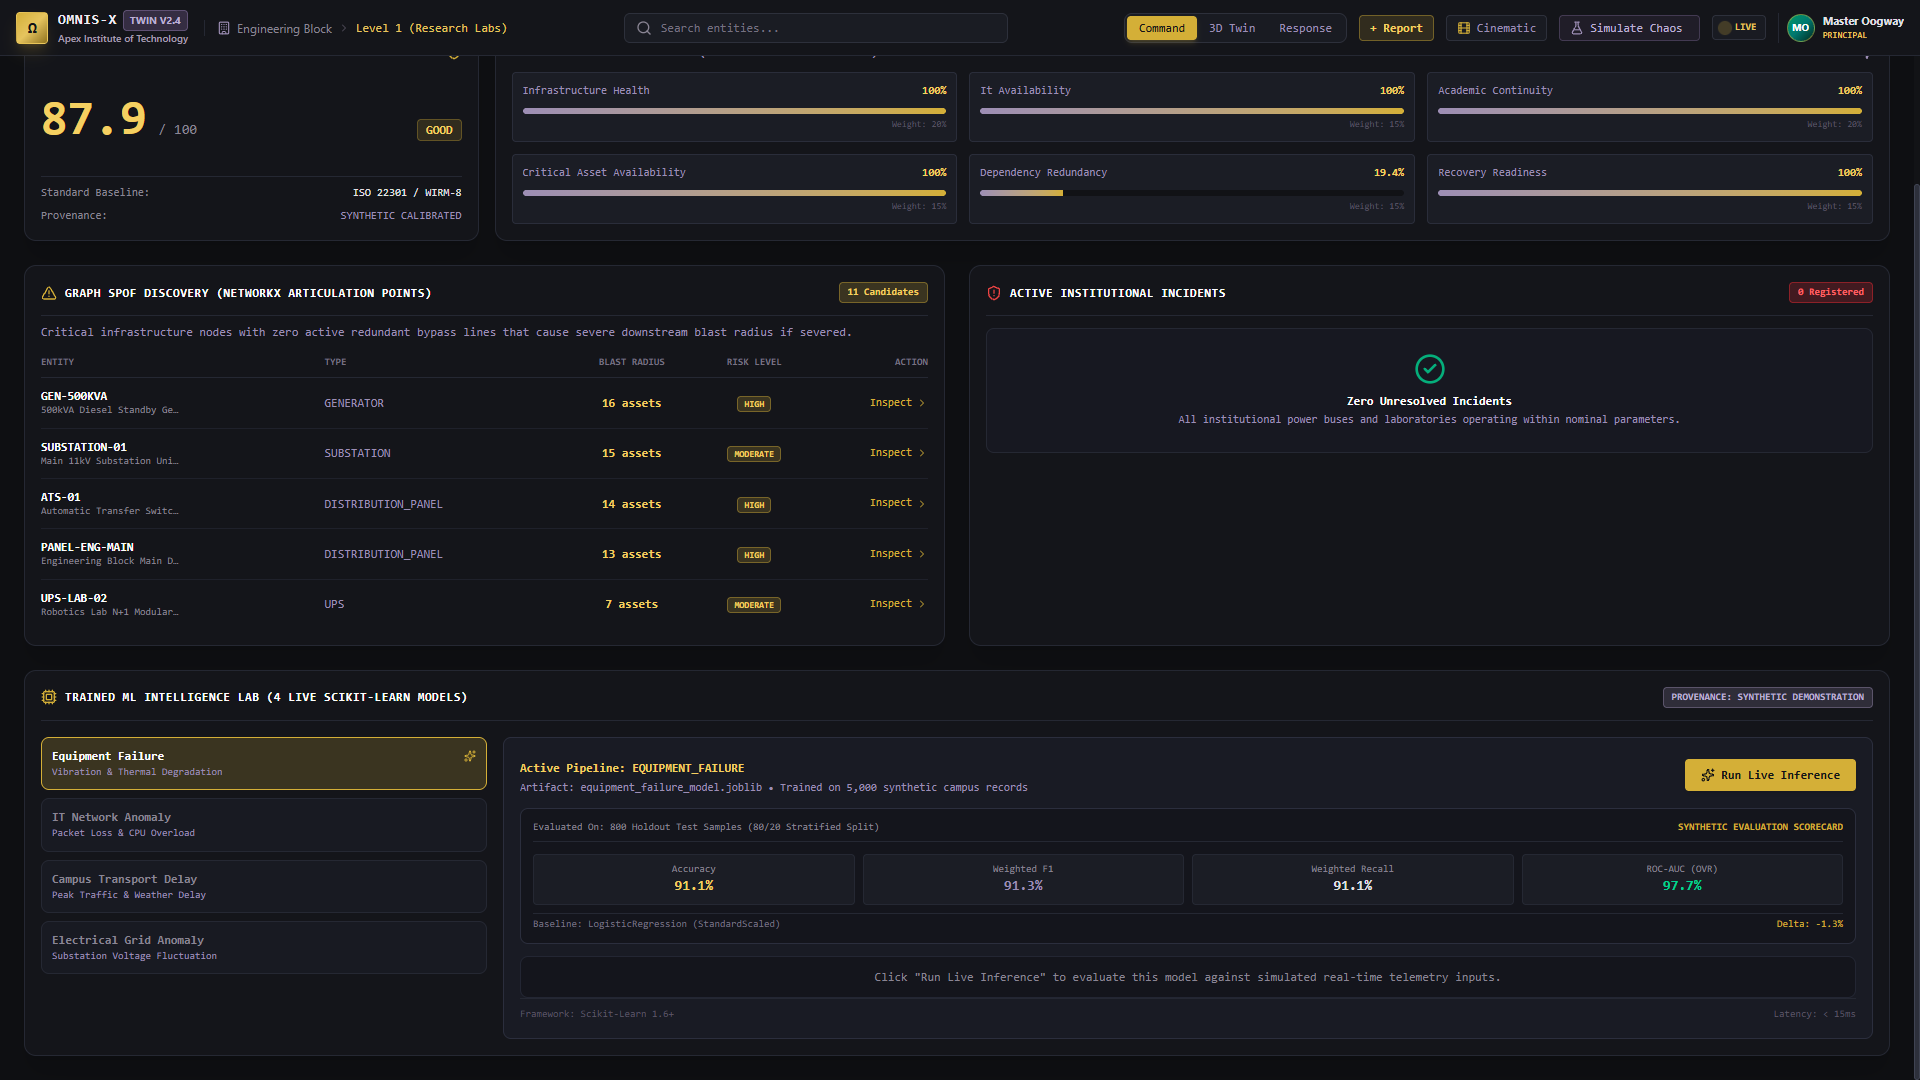 Ω
OMNIS-X TWIN V2.4
Apex Institute of Technology
Engineering Block > Level 1 (Research Labs)
Search entities...
Command 3D Twin Response
+ Report
Cinematic
Simulate Chaos
LIVE
MO
Master Oogway
PRINCIPAL
87.9 / 100
GOOD
Standard Baseline: ISO 22301 / WIRM-8
Provenance: SYNTHETIC CALIBRATED
Infrastructure Health 100%
Weight: 20%
It Availability 100%
Weight: 15%
Academic Continuity 100%
Weight: 20%
Critical Asset Availability 100%
Weight: 15%
Dependency Redundancy 19.4%
Weight: 15%
Recovery Readiness 100%
Weight: 15%
GRAPH SPOF DISCOVERY (NETWORKX ARTICULATION POINTS)
11 Candidates
Critical infrastructure nodes with zero active redundant bypass lines that cause severe downstream blast radius if severed.
ENTITY TYPE BLAST RADIUS RISK LEVEL ACTION
GEN-500KVA
500kVA Diesel Standby Ge…
GENERATOR 16 assets HIGH Inspect >
SUBSTATION-01
Main 11kV Substation Uni…
SUBSTATION 15 assets MODERATE Inspect >
ATS-01
Automatic Transfer Switc…
DISTRIBUTION_PANEL 14 assets HIGH Inspect >
PANEL-ENG-MAIN
Engineering Block Main D…
DISTRIBUTION_PANEL 13 assets HIGH Inspect >
UPS-LAB-02
Robotics Lab N+1 Modular…
UPS 7 assets MODERATE Inspect >
ACTIVE INSTITUTIONAL INCIDENTS
0 Registered
Zero Unresolved Incidents
All institutional power buses and laboratories operating within nominal parameters.
TRAINED ML INTELLIGENCE LAB (4 LIVE SCIKIT-LEARN MODELS)
PROVENANCE: SYNTHETIC DEMONSTRATION
Equipment Failure
Vibration & Thermal Degradation
IT Network Anomaly
Packet Loss & CPU Overload
Campus Transport Delay
Peak Traffic & Weather Delay
Electrical Grid Anomaly
Substation Voltage Fluctuation
Active Pipeline: EQUIPMENT_FAILURE
Artifact: equipment_failure_model.joblib • Trained on 5,000 synthetic campus records
Run Live Inference
Evaluated On: 800 Holdout Test Samples (80/20 Stratified Split)
SYNTHETIC EVALUATION SCORECARD
Accuracy
91.1%
Weighted F1
91.3%
Weighted Recall
91.1%
ROC-AUC (OVR)
97.7%
Baseline: LogisticRegression (StandardScaled)
Delta: -1.3%
Click "Run Live Inference" to evaluate this model against simulated real-time telemetry inputs.
Framework: Scikit-Learn 1.6+
Latency: < 15ms